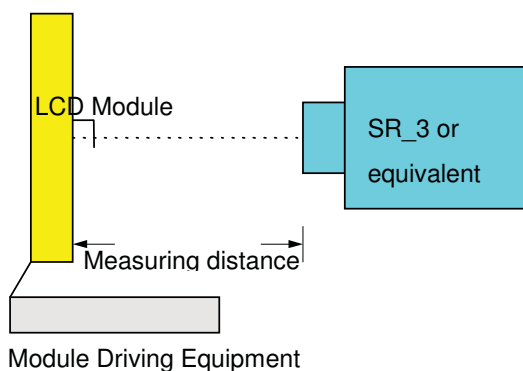 LCD Module
SR_3 or
equivalent
Measuring distance
Module Driving Equipment